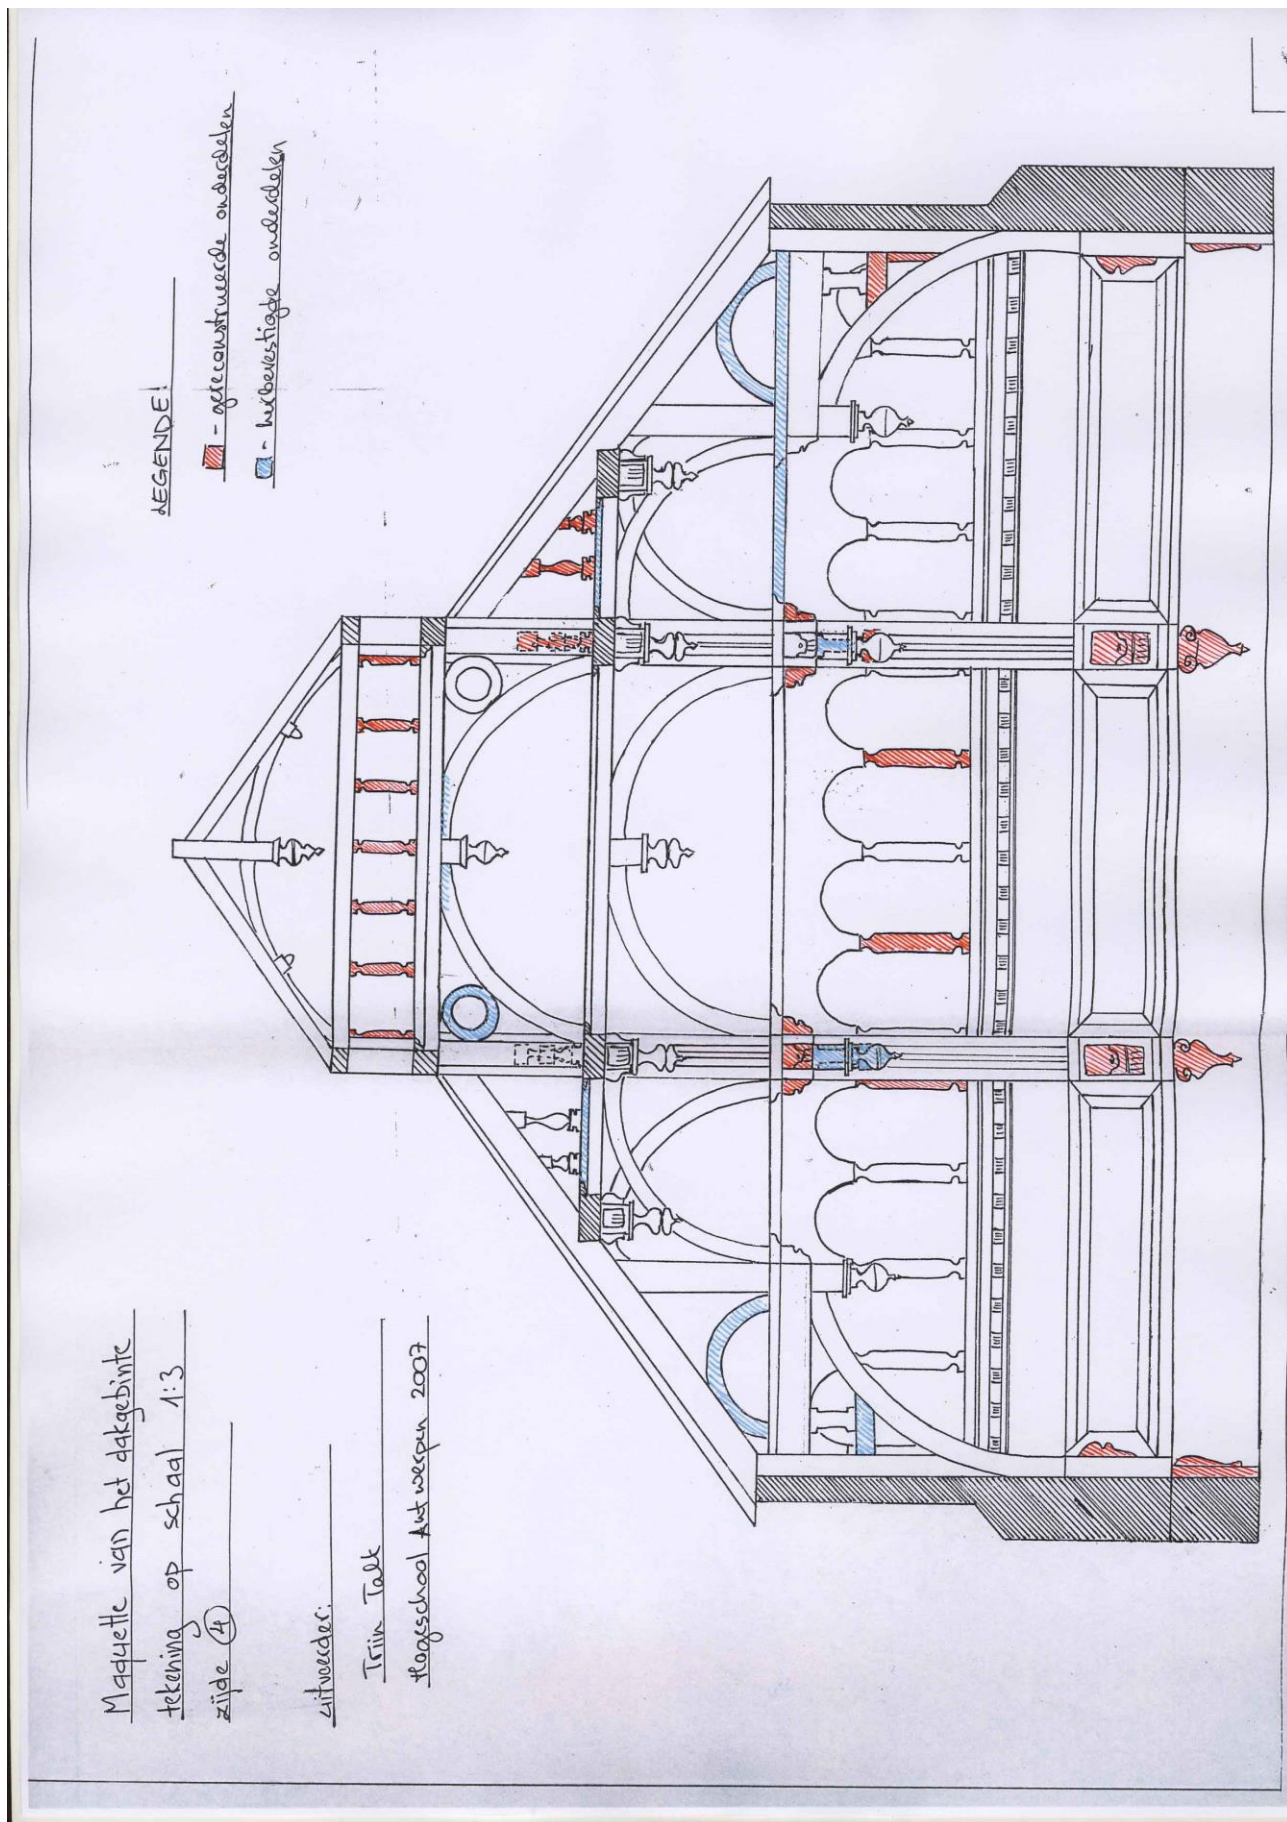 Maquette van het dakgebinte
tekening op schaal 1:3
zijde 4
uitvoerder:
Triin Talk
Hogeschool Antwerpen 2007
LEGENDE!
- gereconstrueerde onderdelen
- herbevestigde onderdelen